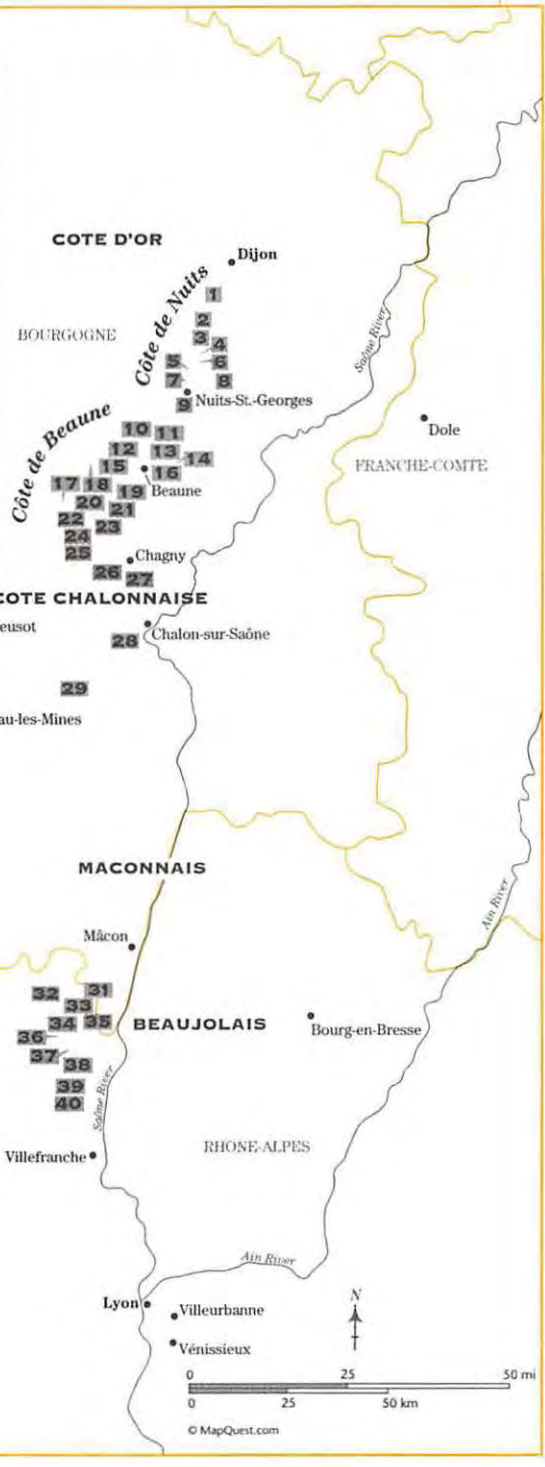 COTE D'OR
Dijon
Côte de Nuits
1
2
3
4
5
6
7
8
9
BOURGOGNE
Saône River
Nuits-St.-Georges
Dole
FRANCHE-COMTE
Côte de Beaune
10
11
12
13
14
15
16
Beaune
17
18
19
20
21
22
23
24
25
Chagny
26
27
COTE CHALONNAISE
eusot
Chalon-sur-Saône
28
29
au-les-Mines
MACONNAIS
Ain River
Mâcon
31
32
33
34
35
BEAUJOLAIS
Bourg-en-Bresse
36
37
38
39
40
Saône River
Villefranche
RHONE-ALPES
Ain River
Lyon
Villeurbanne
Vénissieux
N
0 25 50 mi
0 25 50 km
© MapQuest.com